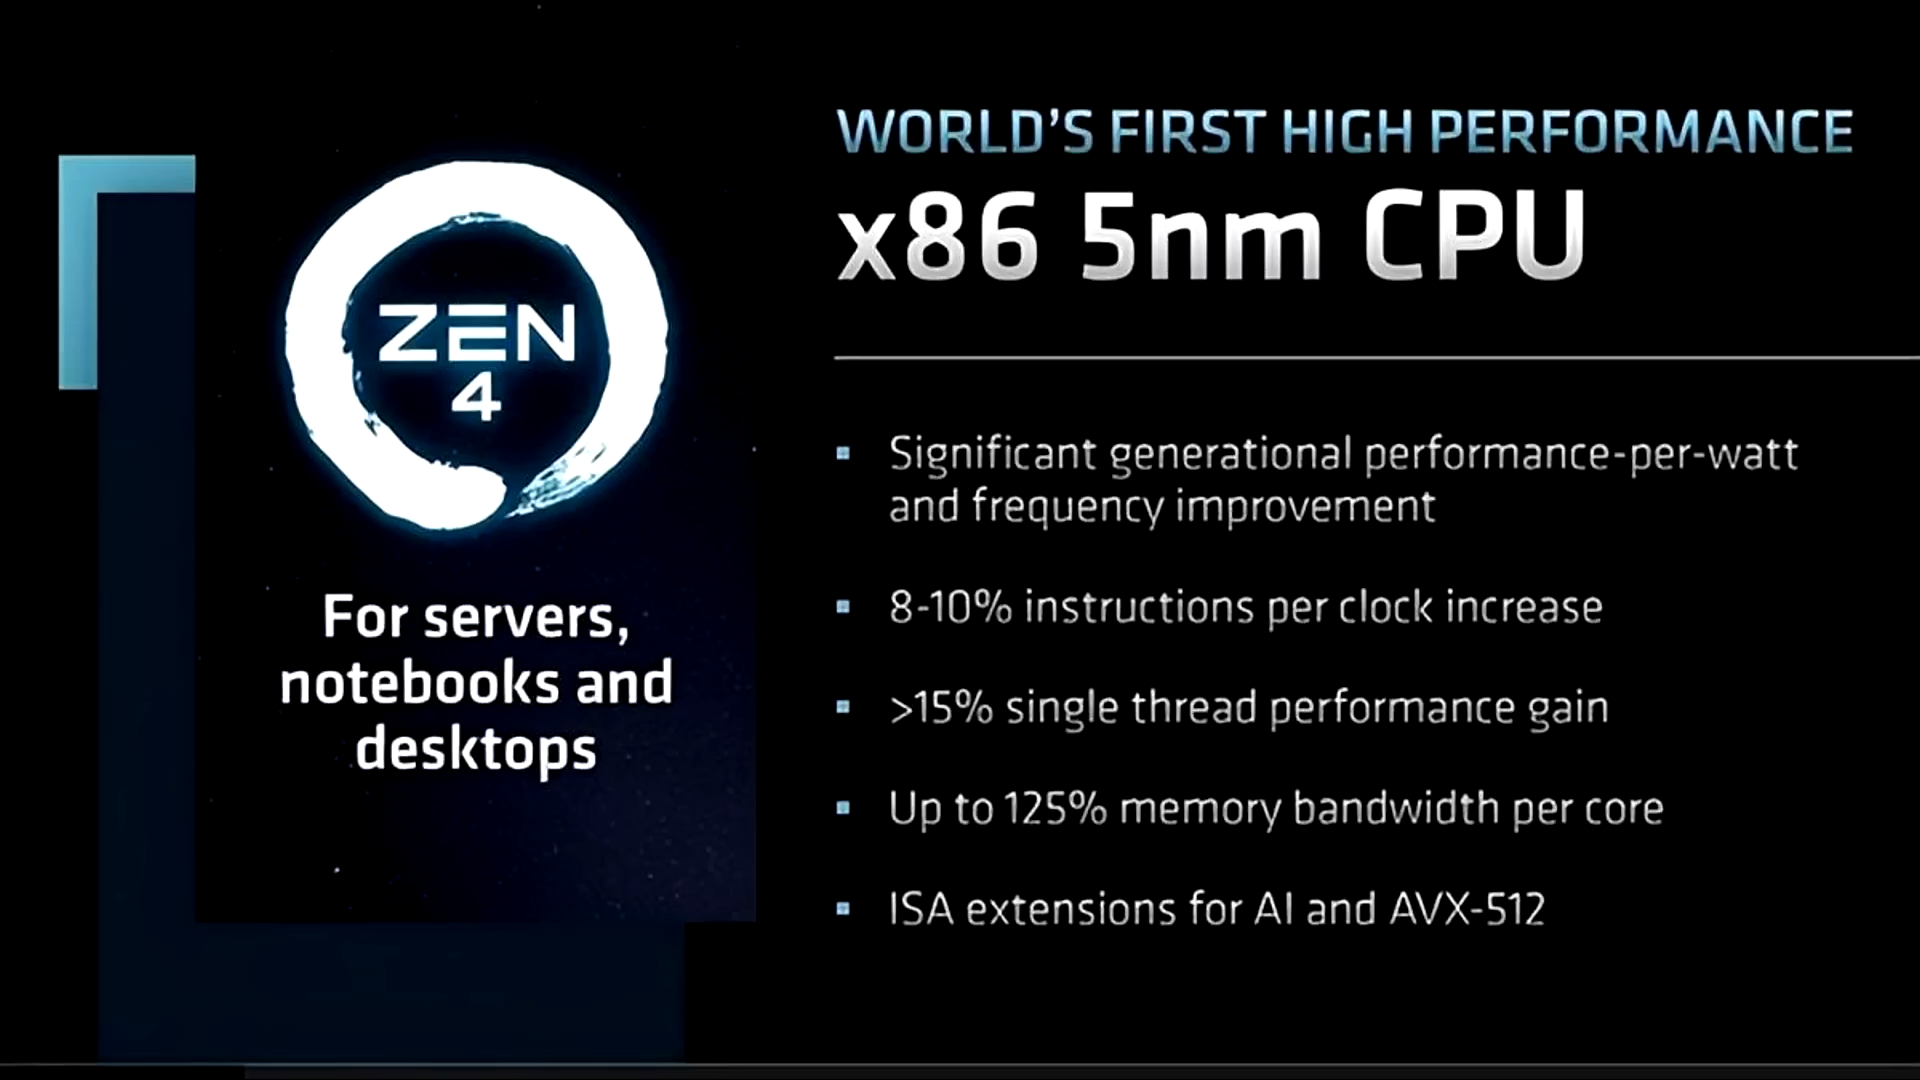 WORLD'S FIRST HIGH PERFORMANCE
x86 5nm CPU
ZEN
4
For servers,
notebooks and
desktops
Significant generational performance-per-watt
and frequency improvement
8-10% instructions per clock increase
>15% single thread performance gain
Up to 125% memory bandwidth per core
ISA extensions for AI and AVX-512